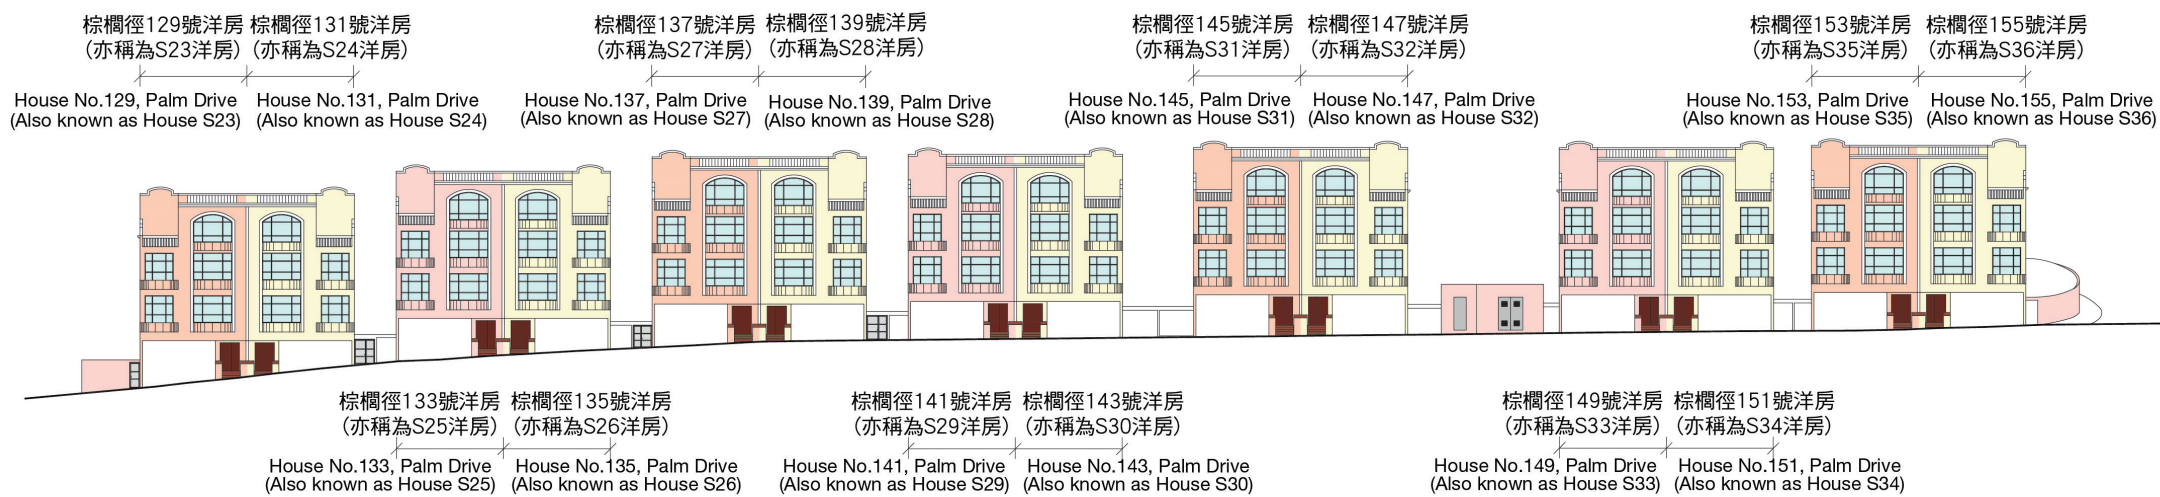 棕櫚徑129號洋房
(亦稱為S23洋房)
House No.129, Palm Drive
(Also known as House S23)
棕櫚徑131號洋房
(亦稱為S24洋房)
House No.131, Palm Drive
(Also known as House S24)
棕櫚徑137號洋房
(亦稱為S27洋房)
House No.137, Palm Drive
(Also known as House S27)
棕櫚徑139號洋房
(亦稱為S28洋房)
House No.139, Palm Drive
(Also known as House S28)
棕櫚徑145號洋房
(亦稱為S31洋房)
House No.145, Palm Drive
(Also known as House S31)
棕櫚徑147號洋房
(亦稱為S32洋房)
House No.147, Palm Drive
(Also known as House S32)
棕櫚徑153號洋房
(亦稱為S35洋房)
House No.153, Palm Drive
(Also known as House S35)
棕櫚徑155號洋房
(亦稱為S36洋房)
House No.155, Palm Drive
(Also known as House S36)
棕櫚徑133號洋房
(亦稱為S25洋房)
House No.133, Palm Drive
(Also known as House S25)
棕櫚徑135號洋房
(亦稱為S26洋房)
House No.135, Palm Drive
(Also known as House S26)
棕櫚徑141號洋房
(亦稱為S29洋房)
House No.141, Palm Drive
(Also known as House S29)
棕櫚徑143號洋房
(亦稱為S30洋房)
House No.143, Palm Drive
(Also known as House S30)
棕櫚徑149號洋房
(亦稱為S33洋房)
House No.149, Palm Drive
(Also known as House S33)
棕櫚徑151號洋房
(亦稱為S34洋房)
House No.151, Palm Drive
(Also known as House S34)